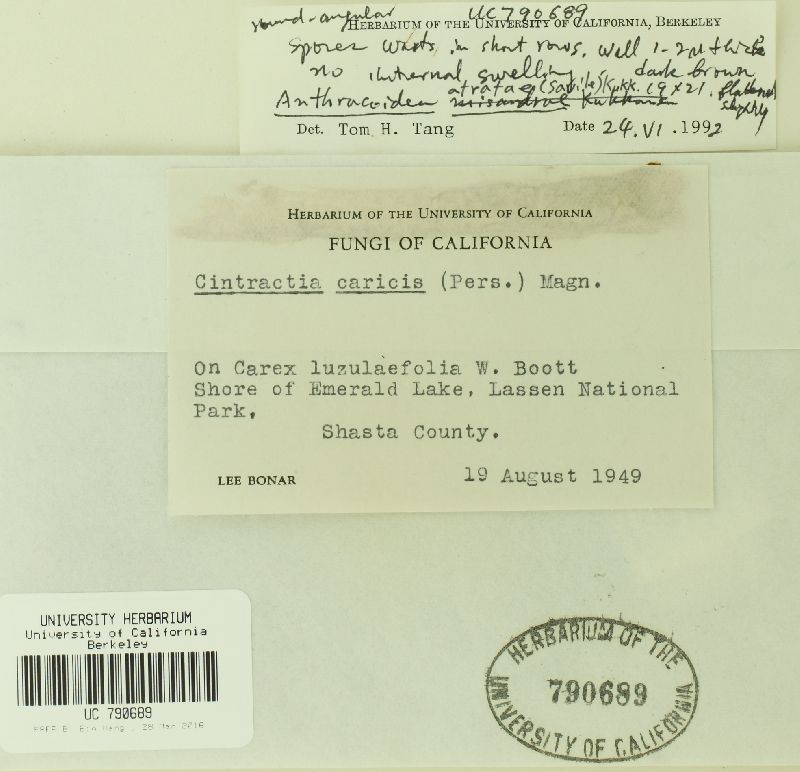 round-angular UC790689
HERBARIUM OF THE UNIVERSITY OF CALIFORNIA, BERKELEY
Spores warts in short rows. Wall 1-2µ thick
no internal swelling dark brown
atratae (Savile) Kukk. 19 x 21. flattened
Anthracoidea misandrae Kukkonen slightly
Det. Tom H. Tang Date 24.VI.1992
HERBARIUM OF THE UNIVERSITY OF CALIFORNIA
FUNGI OF CALIFORNIA
Cintractia caricis (Pers.) Magn.
On Carex luzulaefolia W. Boott
Shore of Emerald Lake, Lassen National
Park,
Shasta County.
LEE BONAR 19 August 1949
UNIVERSITY HERBARIUM
University of California
Berkeley
UC 790689
HERBARIUM OF THE
790689
UNIVERSITY OF CALIFORNIA